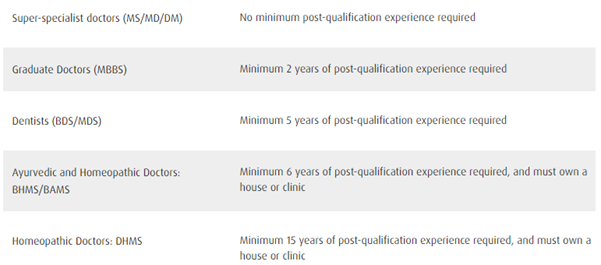 Super-specialist doctors (MS/MD/DM) No minimum post-qualification experience required
Graduate Doctors (MBBS) Minimum 2 years of post-qualification experience required
Dentists (BDS/MDS) Minimum 5 years of post-qualification experience required
Ayurvedic and Homeopathic Doctors: Minimum 6 years of post-qualification experience required, and must own a
BHMS/BAMS house or clinic
Homeopathic Doctors: DHMS Minimum 15 years of post-qualification experience required, and must own a
house or clinic